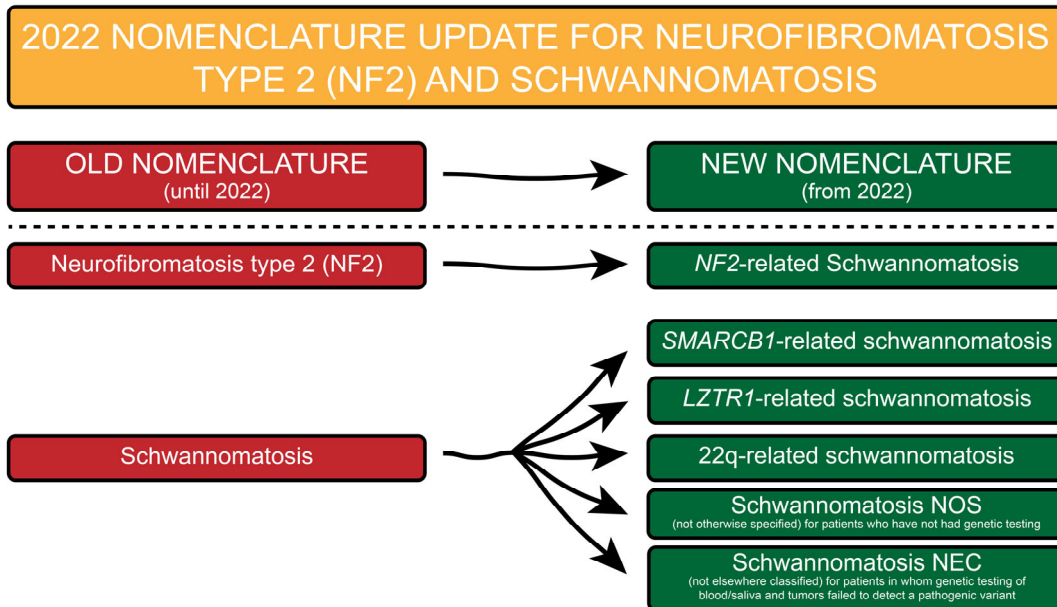 2022 NOMENCLATURE UPDATE FOR NEUROFIBROMATOSIS
TYPE 2 (NF2) AND SCHWANNOMATOSIS
OLD NOMENCLATURE
(until 2022)
NEW NOMENCLATURE
(from 2022)
Neurofibromatosis type 2 (NF2)
NF2-related Schwannomatosis
Schwannomatosis
SMARCB1-related schwannomatosis
LZTR1-related schwannomatosis
22q-related schwannomatosis
Schwannomatosis NOS
(not otherwise specified) for patients who have not had genetic testing
Schwannomatosis NEC
(not elsewhere classified) for patients in whom genetic testing of
blood/saliva and tumors failed to detect a pathogenic variant